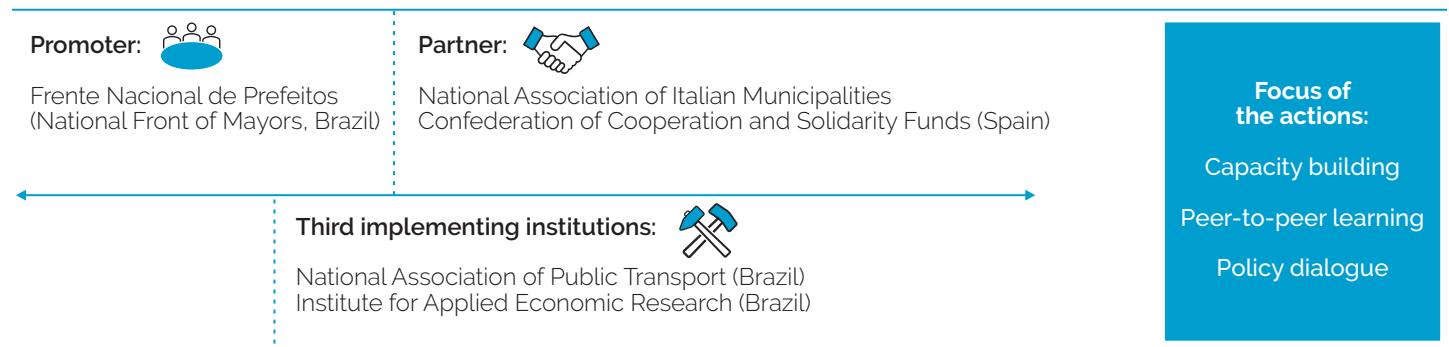 Promoter:
Frente Nacional de Prefeitos
(National Front of Mayors, Brazil)
Partner:
National Association of Italian Municipalities
Confederation of Cooperation and Solidarity Funds (Spain)
Third implementing institutions:
National Association of Public Transport (Brazil)
Institute for Applied Economic Research (Brazil)
Focus of
the actions:
Capacity building
Peer-to-peer learning
Policy dialogue